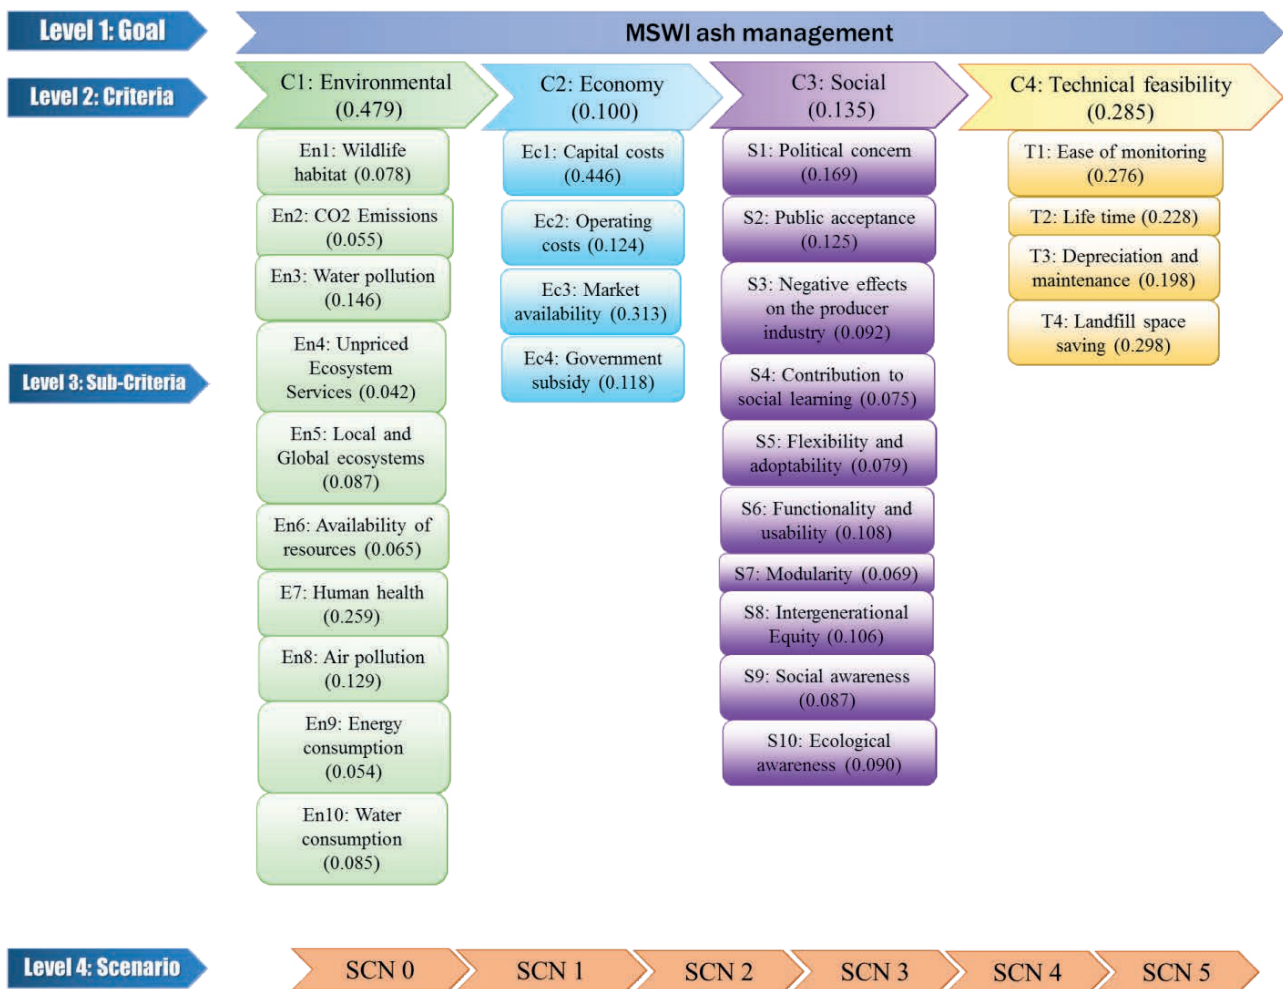 Level 1: Goal
MSWI ash management
Level 2: Criteria
C1: Environmental
(0.479)
C2: Economy
(0.100)
C3: Social
(0.135)
C4: Technical feasibility
(0.285)
Level 3: Sub-Criteria
En1: Wildlife
habitat (0.078)
En2: CO2 Emissions
(0.055)
En3: Water pollution
(0.146)
En4: Unpriced
Ecosystem
Services (0.042)
En5: Local and
Global ecosystems
(0.087)
En6: Availability of
resources (0.065)
E7: Human health
(0.259)
En8: Air pollution
(0.129)
En9: Energy
consumption
(0.054)
En10: Water
consumption
(0.085)
Ec1: Capital costs
(0.446)
Ec2: Operating
costs (0.124)
Ec3: Market
availability (0.313)
Ec4: Government
subsidy (0.118)
S1: Political concern
(0.169)
S2: Public acceptance
(0.125)
S3: Negative effects
on the producer
industry (0.092)
S4: Contribution to
social learning (0.075)
S5: Flexibility and
adoptability (0.079)
S6: Functionality and
usability (0.108)
S7: Modularity (0.069)
S8: Intergenerational
Equity (0.106)
S9: Social awareness
(0.087)
S10: Ecological
awareness (0.090)
T1: Ease of monitoring
(0.276)
T2: Life time (0.228)
T3: Depreciation and
maintenance (0.198)
T4: Landfill space
saving (0.298)
Level 4: Scenario
SCN 0
SCN 1
SCN 2
SCN 3
SCN 4
SCN 5